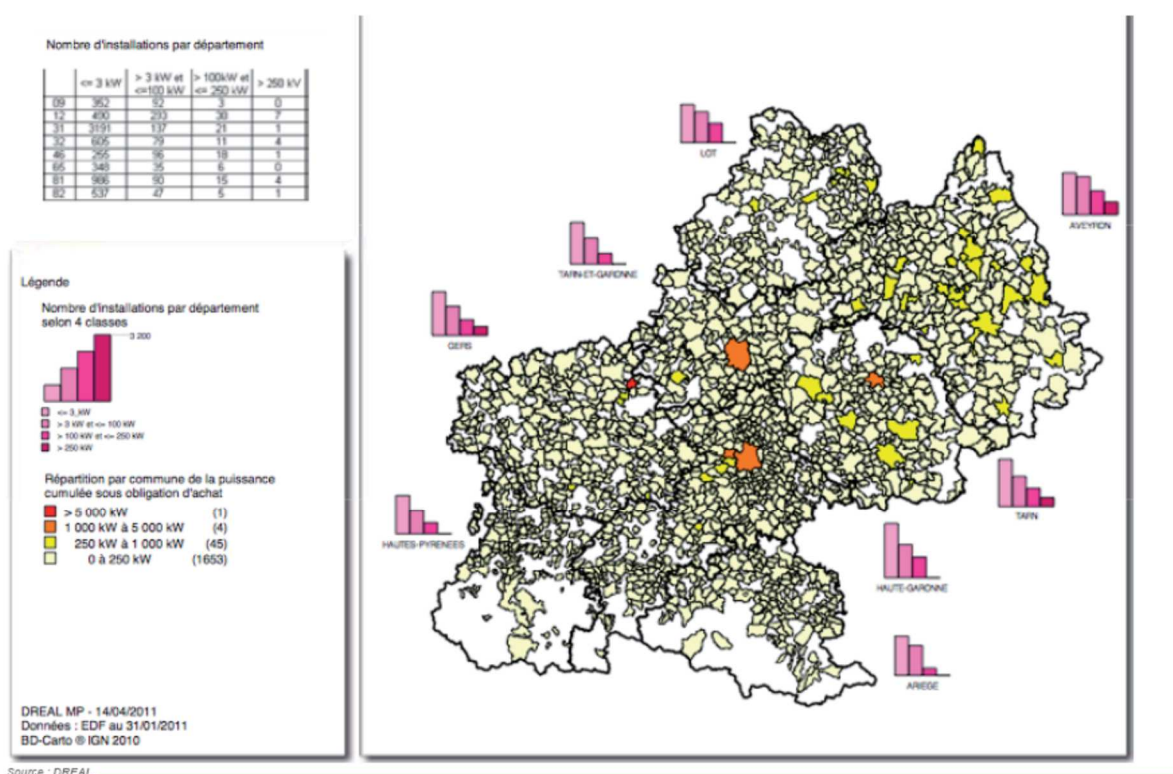 Nombre d'installations par département
<= 3 kW > 3 kW et <=100 kW > 100kW et <= 250 kW > 250 kV
09 352 92 3 0
12 490 293 30 7
31 3191 137 21 1
32 605 79 11 4
46 255 96 18 1
65 348 35 6 0
81 986 90 15 4
82 537 47 5 1
Légende
Nombre d'installations par département
selon 4 classes
3 200
<= 3_kW
> 3 kW et <= 100 kW
> 100 kW et <= 250 kW
> 250 kW
Répartition par commune de la puissance
cumulée sous obligation d'achat
> 5 000 kW (1)
1 000 kW à 5 000 kW (4)
250 kW à 1 000 kW (45)
0 à 250 kW (1653)
DREAL MP - 14/04/2011
Données : EDF au 31/01/2011
BD-Carto ® IGN 2010
LOT
AVEYRON
TARN-ET-GARONNE
GERS
TARN
HAUTES-PYRENEES
HAUTE-GARONNE
ARIEGE
Source : DREAL